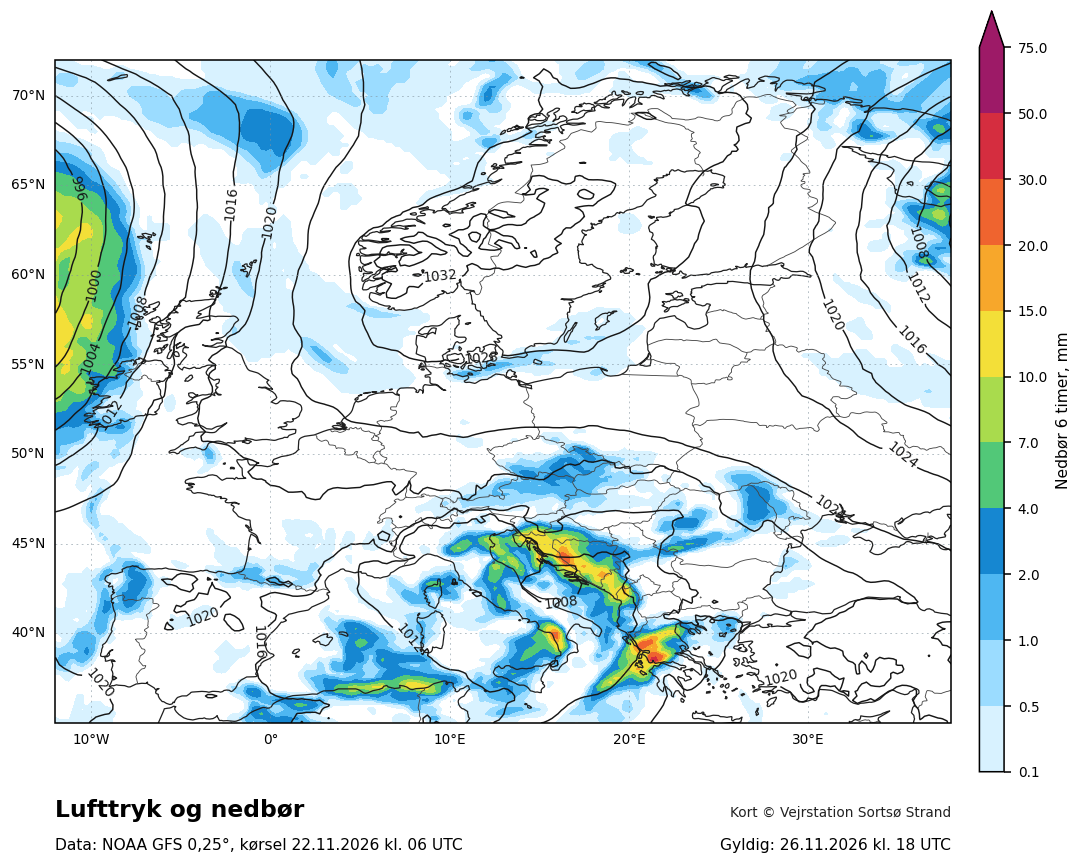 75.0
50.0
30.0
20.0
15.0
10.0
7.0
4.0
2.0
1.0
0.5
0.1
Nedbør 6 timer, mm
70°N
65°N
60°N
55°N
50°N
45°N
40°N
10°W
0°
10°E
20°E
30°E
996
1000
1004
1008
1012
1016
1020
1032
1028
1020
1016
1012
1008
1024
1020
1016
1020
1012
1008
1020
Lufttryk og nedbør
Kort © Vejrstation Sortsø Strand
Data: NOAA GFS 0,25°, kørsel 22.11.2026 kl. 06 UTC
Gyldig: 26.11.2026 kl. 18 UTC